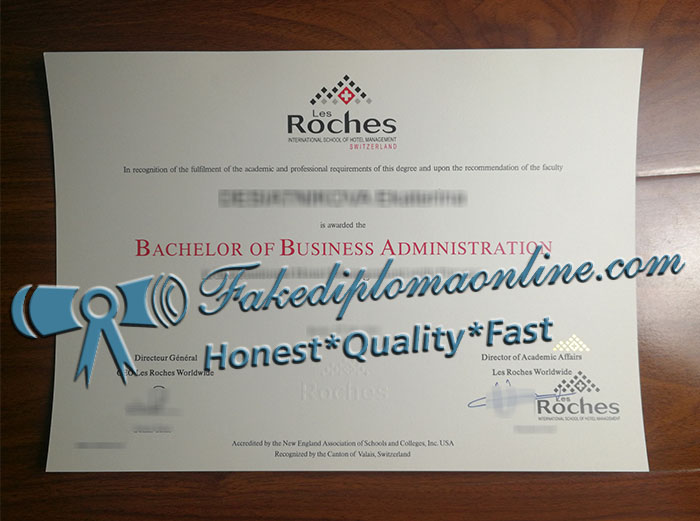 Les
Roches
INTERNATIONAL SCHOOL OF HOTEL MANAGEMENT
SWITZERLAND
In recognition of the fulfilment of the academic and professional requirements of this degree and upon the recommendation of the faculty
is awarded the
BACHELOR OF BUSINESS ADMINISTRATION
Fakediplomaonline.com
Honest*Quality*Fast
Directeur Général
CEO Les Roches Worldwide
Director of Academic Affairs
Les Roches Worldwide
Roches
Les
Roches
INTERNATIONAL SCHOOL OF HOTEL MANAGEMENT
Accredited by the New England Association of Schools and Colleges, Inc. USA
Recognized by the Canton of Valais, Switzerland